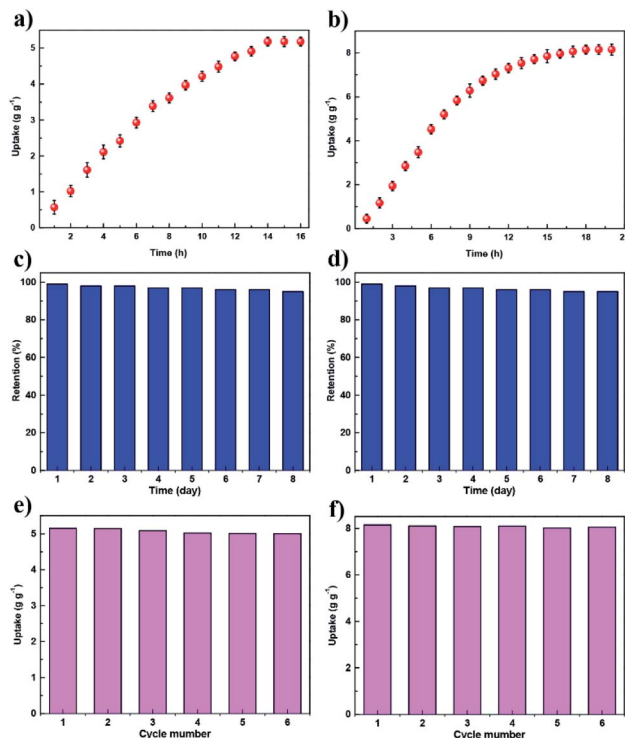 a)
Uptake (g g⁻¹)
5
4
3
2
1
0
2 4 6 8 10 12 14 16
Time (h)
b)
Uptake (g g⁻¹)
8
6
4
2
0
3 6 9 12 15 18 2
Time (h)
c)
Retention (%)
100
80
60
40
20
0
1 2 3 4 5 6 7 8
Time (day)
d)
Retention (%)
100
80
60
40
20
0
1 2 3 4 5 6 7 8
Time (day)
e)
Uptake (g g⁻¹)
5
4
3
2
1
0
1 2 3 4 5 6
Cycle mumber
f)
Uptake (g g⁻¹)
8
6
4
2
0
1 2 3 4 5 6
Cycle mumber